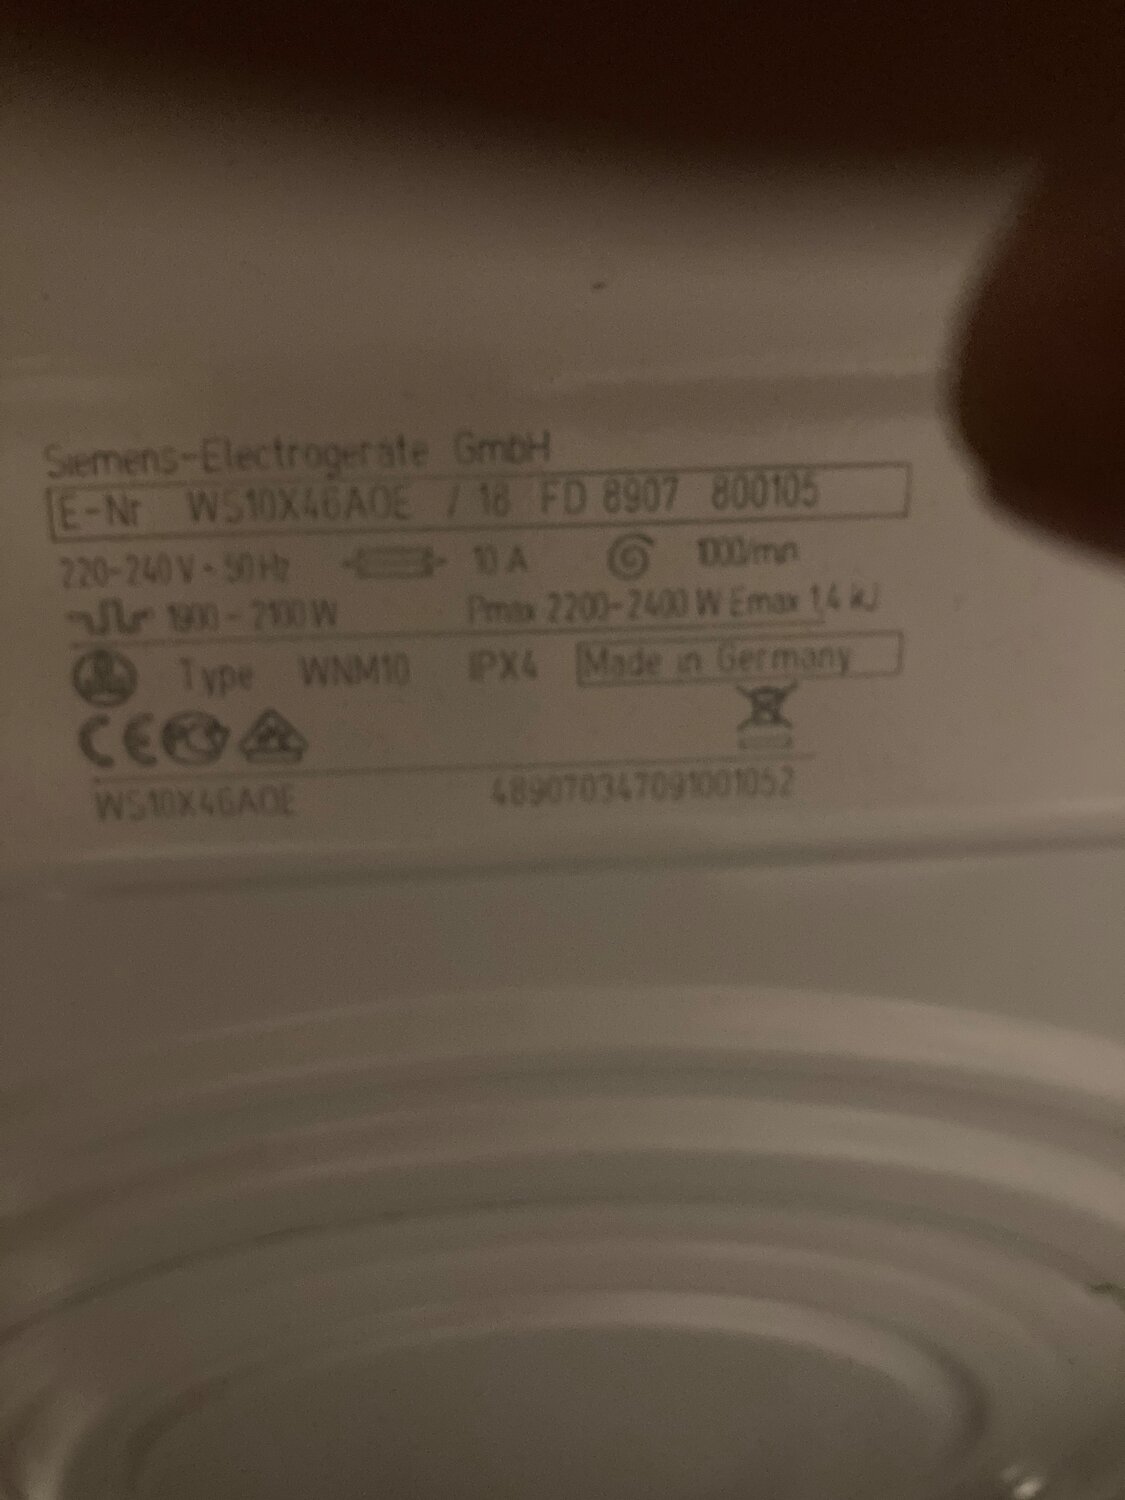 Siemens-Electrogeräte GmbH
E-Nr WS10X46AOE / 18 FD 8907 800105
220-240 V - 50 Hz 10 A 1000/min
1900 - 2100 W Pmax 2200-2400 W Emax 1,4 kJ
Type WNM10 IPX4 Made in Germany
CE
WS10X46AOE 489070347091001052